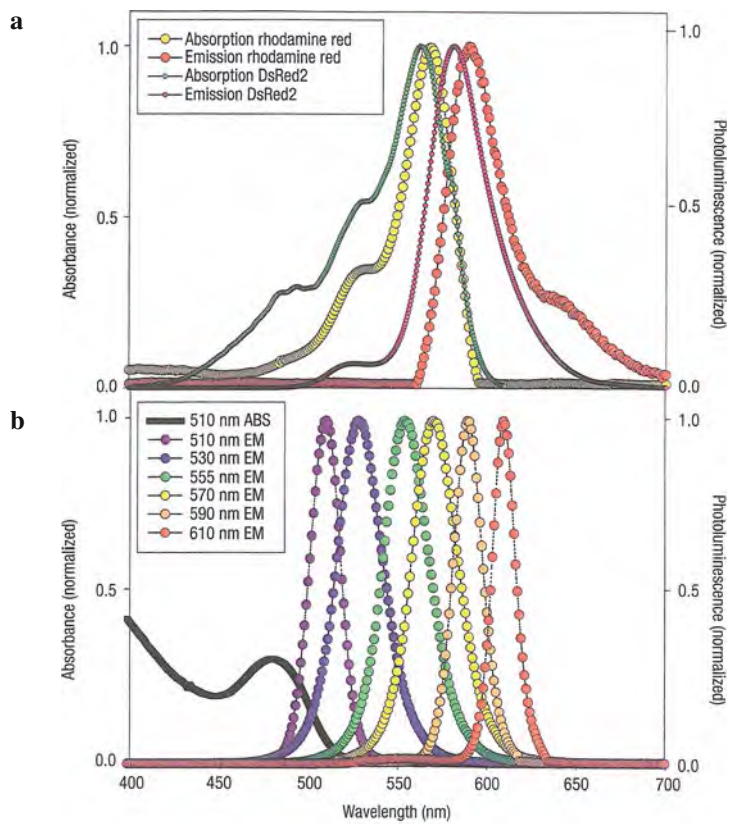 a
Absorption rhodamine red
Emission rhodamine red
Absorption DsRed2
Emission DsRed2
1.0
0.5
0.0
Absorbance (normalized)
1.0
0.5
0.0
Photoluminescence (normalized)
b
510 nm ABS
510 nm EM
530 nm EM
555 nm EM
570 nm EM
590 nm EM
610 nm EM
1.0
0.5
0.0
Absorbance (normalized)
1.0
0.5
0.0
Photoluminescence (normalized)
400 500 550 600 650 700
Wavelength (nm)